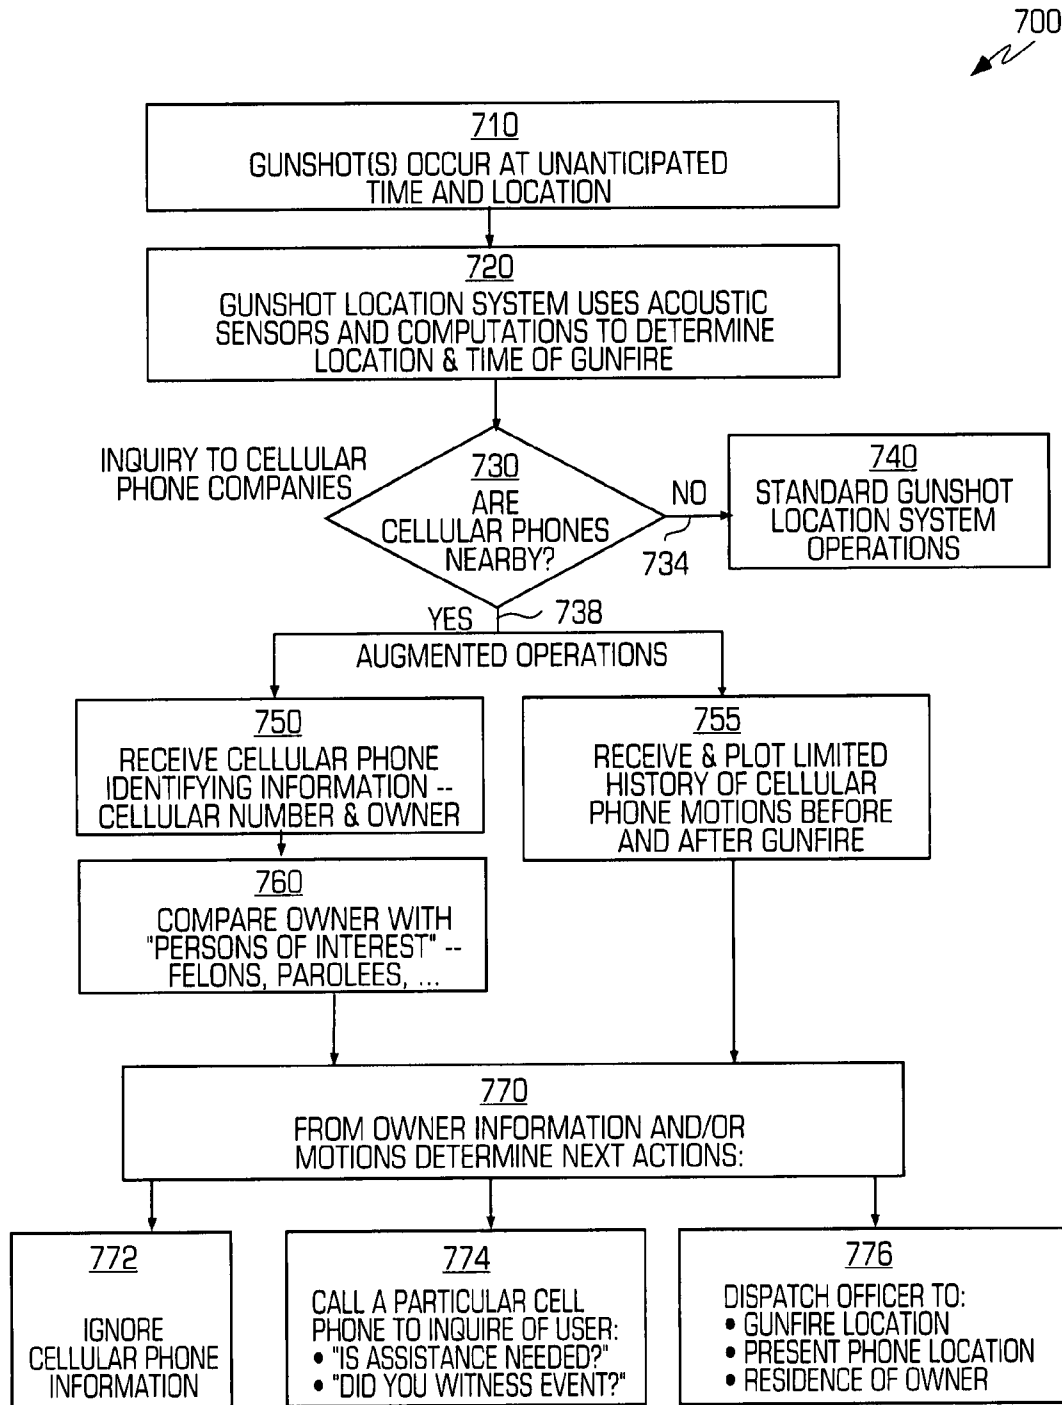 700
710
GUNSHOT(S) OCCUR AT UNANTICIPATED
TIME AND LOCATION
720
GUNSHOT LOCATION SYSTEM USES ACOUSTIC
SENSORS AND COMPUTATIONS TO DETERMINE
LOCATION & TIME OF GUNFIRE
INQUIRY TO CELLULAR
PHONE COMPANIES
730
ARE
CELLULAR PHONES
NEARBY?
NO
734
740
STANDARD GUNSHOT
LOCATION SYSTEM
OPERATIONS
YES
738
AUGMENTED OPERATIONS
750
RECEIVE CELLULAR PHONE
IDENTIFYING INFORMATION --
CELLULAR NUMBER & OWNER
755
RECEIVE & PLOT LIMITED
HISTORY OF CELLULAR
PHONE MOTIONS BEFORE
AND AFTER GUNFIRE
760
COMPARE OWNER WITH
"PERSONS OF INTEREST" --
FELONS, PAROLEES, ...
770
FROM OWNER INFORMATION AND/OR
MOTIONS DETERMINE NEXT ACTIONS:
772
IGNORE
CELLULAR PHONE
INFORMATION
774
CALL A PARTICULAR CELL
PHONE TO INQUIRE OF USER:
• "IS ASSISTANCE NEEDED?"
• "DID YOU WITNESS EVENT?"
776
DISPATCH OFFICER TO:
• GUNFIRE LOCATION
• PRESENT PHONE LOCATION
• RESIDENCE OF OWNER